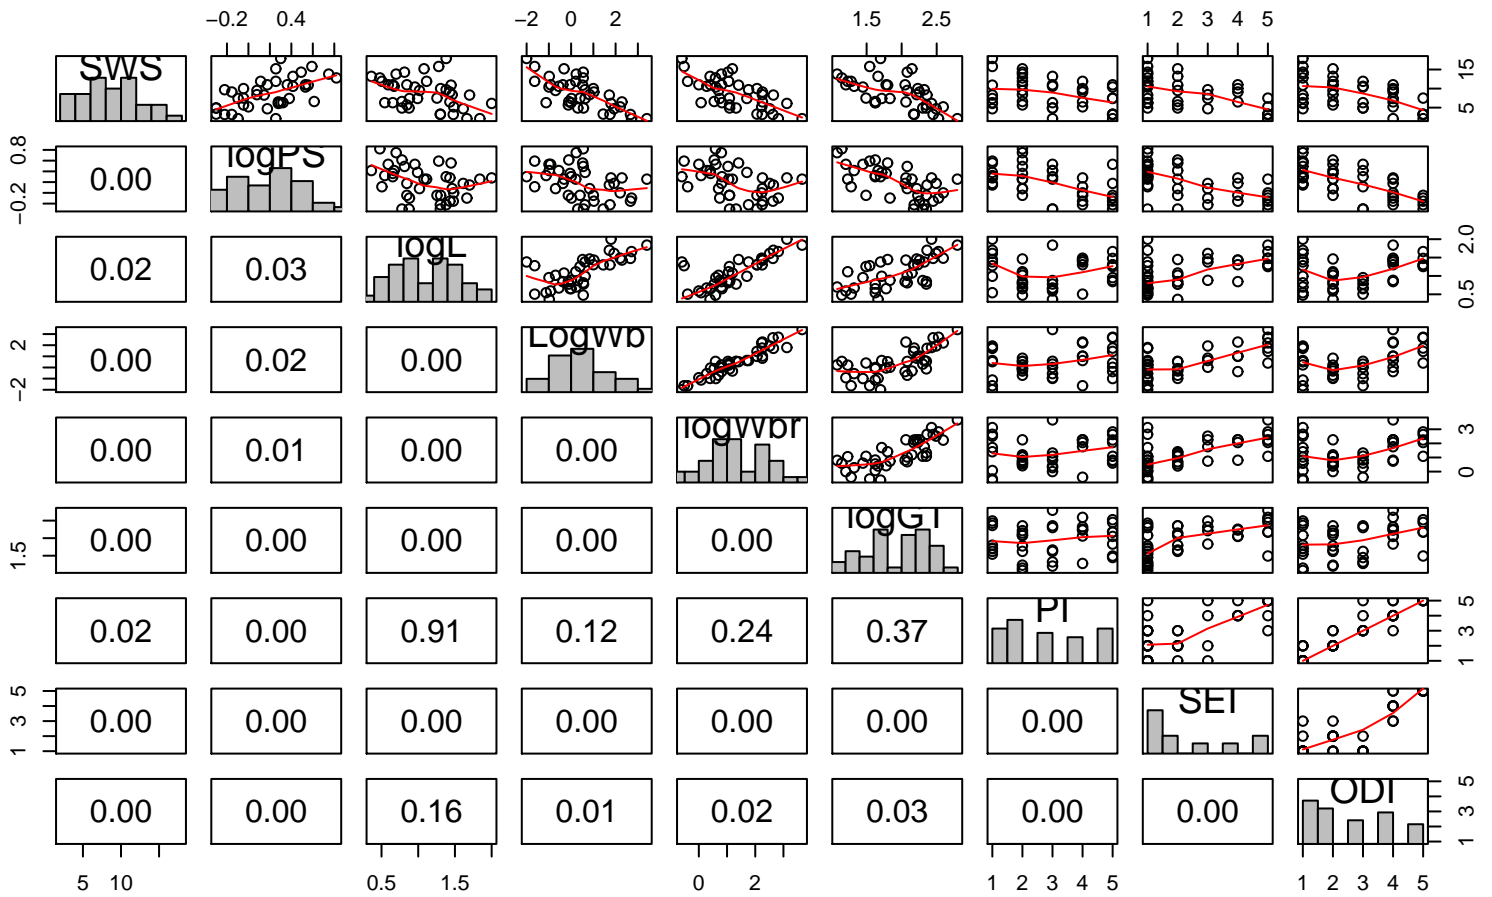 −0.2 0.4 −2 0 2 1.5 2.5 1 2 3 4 5
SWS 5 15
−0.2 0.8 0.00 logPS
0.02 0.03 logL 0.5 2.0
−2 2 0.00 0.02 0.00 LogWb
0.00 0.01 0.00 0.00 logWbr 0 3
1.5 0.00 0.00 0.00 0.00 0.00 logGT
0.02 0.00 0.91 0.12 0.24 0.37 PI 1 3 5
1 3 5 0.00 0.00 0.00 0.00 0.00 0.00 0.00 SEI
0.00 0.00 0.16 0.01 0.02 0.03 0.00 0.00 ODI 1 3 5
5 10 0.5 1.5 0 2 1 2 3 4 5 1 2 3 4 5